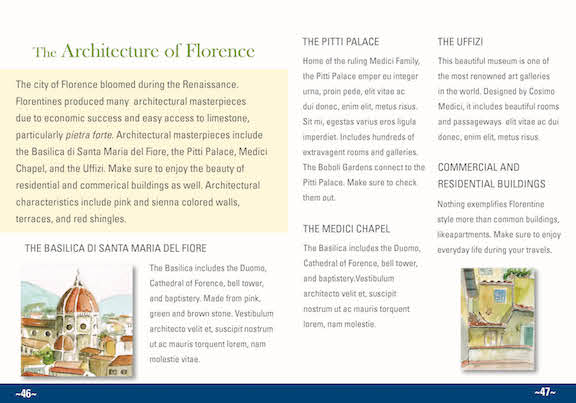 The Architecture of Florence
The city of Florence bloomed during the Renaissance.
Florentines produced many architectural masterpieces
due to economic success and easy access to limestone,
particularly pietra forte. Architectural masterpieces include
the Basilica di Santa Maria del Fiore, the Pitti Palace, Medici
Chapel, and the Uffizi. Make sure to enjoy the beauty of
residential and commerical buildings as well. Architectural
characteristics include pink and sienna colored walls,
terraces, and red shingles.
THE BASILICA DI SANTA MARIA DEL FIORE
The Basilica includes the Duomo,
Cathedral of Forence, bell tower,
and baptistery. Made from pink,
green and brown stone. Vestibulum
architecto velit et, suscipit nostrum
ut ac mauris torquent lorem, nam
molestie vitae.
~46~
THE PITTI PALACE
Home of the ruling Medici Family,
the Pitti Palace emper eu integer
urna, proin pede, elit vitae ac
dui donec, enim elit, metus risus.
Sit mi, egestas varius eros ligula
imperdiet. Includes hundreds of
extravagent rooms and galleries.
The Boboli Gardens connect to the
Pitti Palace. Make sure to check
them out.
THE MEDICI CHAPEL
The Basilica includes the Duomo,
Cathedral of Forence, bell tower,
and baptistery.Vestibulum
architecto velit et, suscipit
nostrum ut ac mauris torquent
lorem, nam molestie.
THE UFFIZI
This beautiful museum is one of
the most renowned art galleries
in the world. Designed by Cosimo
Medici, it includes beautiful rooms
and passageways elit vitae ac dui
donec, enim elit, metus risus.
COMMERCIAL AND
RESIDENTIAL BUILDINGS
Nothing exemplifies Florentine
style more than common buildings,
likeapartments. Make sure to enjoy
everyday life during your travels.
~47~